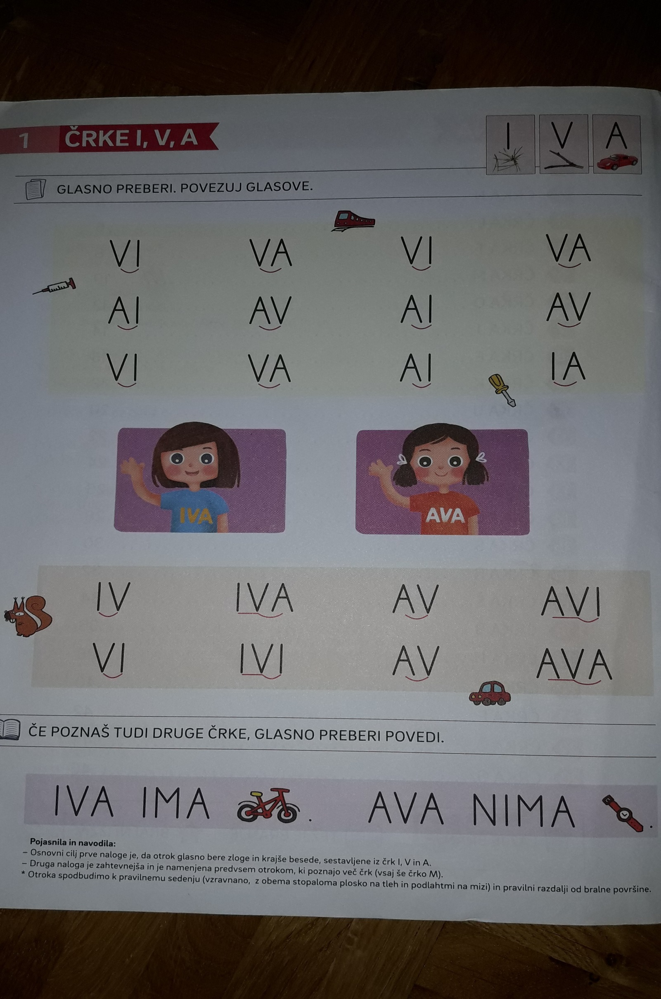 1 ČRKE I, V, A
I V A
GLASNO PREBERI. POVEZUJ GLASOVE.
VI VA VI VA
AI AV AI AV
VI VA AI IA
IVA AVA
IV IVA AV AVI
VI IVI AV AVA
ČE POZNAŠ TUDI DRUGE ČRKE, GLASNO PREBERI POVEDI.
IVA IMA . AVA NIMA .
Pojasnila in navodila:
– Osnovni cilj prve naloge je, da otrok glasno bere zloge in krajše besede, sestavljene iz črk I, V in A.
– Druga naloga je zahtevnejša in je namenjena predvsem otrokom, ki poznajo več črk (vsaj še črko M).
* Otroka spodbudimo k pravilnemu sedenju (vzravnano, z obema stopaloma plosko na tleh in podlahtmi na mizi) in pravilni razdalji od bralne površine.